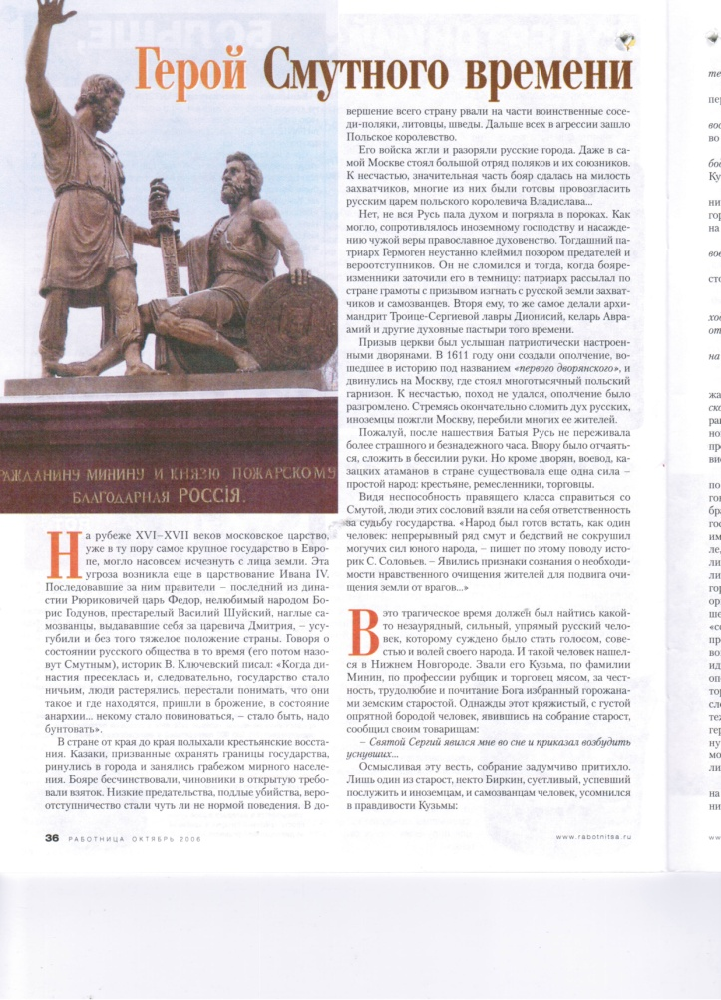 Герой Смутного времени
РАЖДАНИНУ МИНИНУ И КНЯЗЮ ПОЖАРСКОМУ
БЛАГОДАРНАЯ РОССІЯ.
На рубеже XVI–XVII веков московское царство,
уже в ту пору самое крупное государство в Евро-
пе, могло насовсем исчезнуть с лица земли. Эта
угроза возникла еще в царствование Ивана IV.
Последовавшие за ним правители – последний из дина-
стии Рюриковичей царь Федор, нелюбимый народом Бо-
рис Годунов, престарелый Василий Шуйский, наглые са-
мозванцы, выдававшие себя за царевича Дмитрия, – усу-
губили и без того тяжелое положение страны. Говоря о
состоянии русского общества в то время (его потом назо-
вут Смутным), историк В. Ключевский писал: «Когда ди-
настия пресеклась и, следовательно, государство стало
ничьим, люди растерялись, перестали понимать, что они
такое и где находятся, пришли в брожение, в состояние
анархии... некому стало повиноваться, – стало быть, надо
бунтовать».
В стране от края до края полыхали крестьянские восста-
ния. Казаки, призванные охранять границы государства,
ринулись в города и занялись грабежом мирного населе-
ния. Бояре бесчинствовали, чиновники в открытую требо-
вали взяток. Низкие предательства, подлые убийства, веро-
отступничество стали чуть ли не нормой поведения. В до-
вершение всего страну рвали на части воинственные сосе-
ди-поляки, литовцы, шведы. Дальше всех в агрессии зашло
Польское королевство.
Его войска жгли и разоряли русские города. Даже в са-
мой Москве стоял большой отряд поляков и их союзников.
К несчастью, значительная часть бояр сдалась на милость
захватчиков, многие из них были готовы провозгласить
русским царем польского королевича Владислава...
Нет, не вся Русь пала духом и погрязла в пороках. Как
могло, сопротивлялось иноземному господству и насажде-
нию чужой веры православное духовенство. Тогдашний па-
триарх Гермоген неустанно клеймил позором предателей и
вероотступников. Он не сломился и тогда, когда бояре-
изменники заточили его в темницу: патриарх рассылал по
стране грамоты с призывом изгнать с русской земли захват-
чиков и самозванцев. Вторя ему, то же самое делали архи-
мандрит Троице-Сергиевой лавры Дионисий, келарь Авра-
амий и другие духовные пастыри того времени.
Призыв церкви был услышан патриотически настроен-
ными дворянами. В 1611 году они создали ополчение, во-
шедшее в историю под названием «первого дворянского», и
двинулись на Москву, где стоял многотысячный польский
гарнизон. К несчастью, поход не удался, ополчение было
разгромлено. Стремясь окончательно сломить дух русских,
иноземцы пожгли Москву, перебили многих ее жителей.
Пожалуй, после нашествия Батыя Русь не переживала
более страшного и безнадежного часа. Впору было отчаять-
ся, сложить в бессилии руки. Но кроме дворян, воевод, ка-
зацких атаманов в стране существовала еще одна сила –
простой народ: крестьяне, ремесленники, торговцы.
Видя неспособность правящего класса справиться со
Смутой, люди этих сословий взяли на себя ответственность
за судьбу государства. «Народ был готов встать, как один
человек: непрерывный ряд смут и бедствий не сокрушил
могучих сил юного народа, – пишет по этому поводу исто-
рик С. Соловьев. – Явились признаки сознания о необходи-
мости нравственного очищения жителей для подвига очи-
щения земли от врагов...»
В это трагическое время должен был найтись какой-
то незаурядный, сильный, упрямый русский чело-
век, которому суждено было стать голосом, сове-
стью и волей своего народа. И такой человек нашел-
ся в Нижнем Новгороде. Звали его Кузьма, по фамилии
Минин, по профессии рубщик и торговец мясом, за чест-
ность, трудолюбие и почитание Бога избранный горожана-
ми земским старостой. Однажды этот кряжистый, с густой
опрятной бородой человек, явившись на собрание старост,
сообщил своим товарищам:
– Святой Сергий явился мне во сне и приказал возбудить
уснувших...
Осмысливая эту весть, собрание задумчиво притихло.
Лишь один из старост, некто Биркин, суетливый, успевший
послужить и иноземцам, и самозванцам человек, усомнился
в правдивости Кузьмы:
36 РАБОТНИЦА ОКТЯБРЬ 2006
www.rabotnitsa.ru